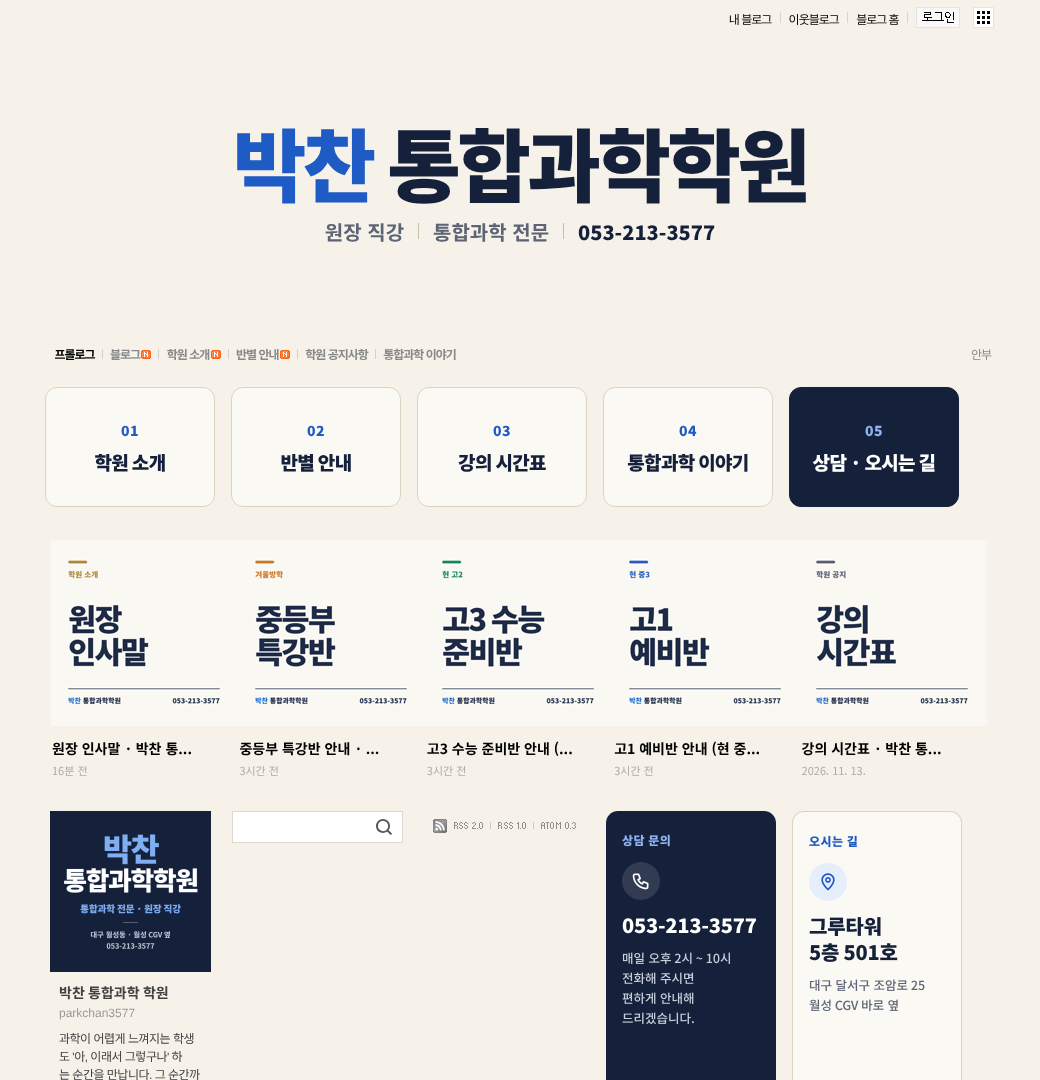 내 블로그 이웃블로그 블로그 홈 로그인
박찬 통합과학학원
원장 직강 통합과학 전문 053-213-3577
프롤로그 블로그 N 학원 소개 N 반별 안내 N 학원 공지사항 통합과학 이야기 안부
01 02 03 04 05
학원 소개 반별 안내 강의 시간표 통합과학 이야기 상담 · 오시는 길
학원 소개 겨울방학 현 고2 현 중3 학원 공지
원장 중등부 고3 수능 고1 강의
인사말 특강반 준비반 예비반 시간표
박찬 통합과학학원 053-213-3577 박찬 통합과학학원 053-213-3577 박찬 통합과학학원 053-213-3577 박찬 통합과학학원 053-213-3577 박찬 통합과학학원 053-213-3577
원장 인사말 · 박찬 통... 중등부 특강반 안내 · ... 고3 수능 준비반 안내 (... 고1 예비반 안내 (현 중... 강의 시간표 · 박찬 통...
16분 전 3시간 전 3시간 전 3시간 전 2026. 11. 13.
박찬
통합과학학원
통합과학 전문 · 원장 직강
대구 월성동 · 월성 CGV 옆
053-213-3577
박찬 통합과학 학원
parkchan3577
과학이 어렵게 느껴지는 학생
도 '아, 이래서 그렇구나' 하
는 순간을 만납니다. 그 순간까
RSS 2.0 RSS 1.0 ATOM 0.3
상담 문의
053-213-3577
매일 오후 2시 ~ 10시
전화해 주시면
편하게 안내해
드리겠습니다.
오시는 길
그루타워
5층 501호
대구 달서구 조암로 25
월성 CGV 바로 옆